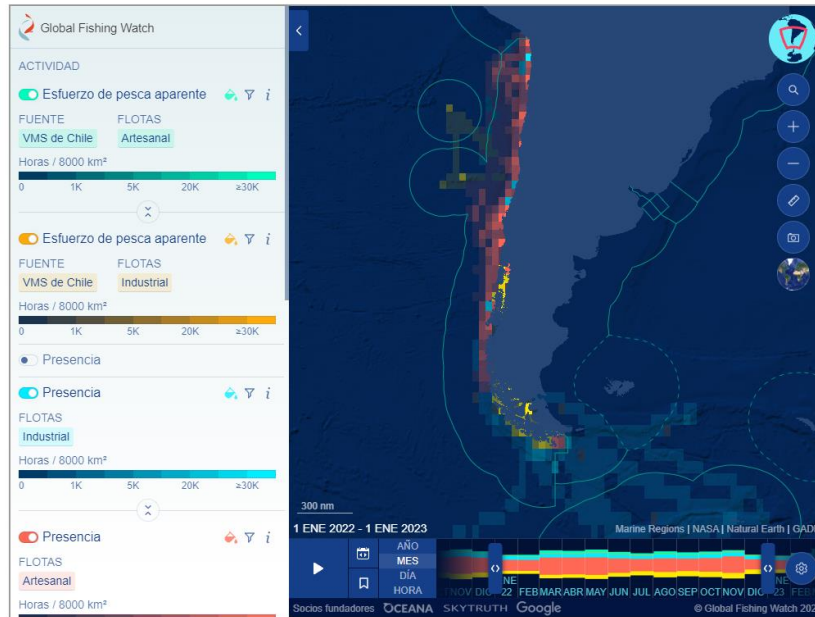 Global Fishing Watch
ACTIVIDAD
Esfuerzo de pesca aparente
FUENTE FLOTAS
VMS de Chile Artesanal
Horas / 8000 km²
0 1K 5K 20K ≥30K
Esfuerzo de pesca aparente
FUENTE FLOTAS
VMS de Chile Industrial
Horas / 8000 km²
0 1K 5K 20K ≥30K
Presencia
Presencia
FLOTAS
Industrial
Horas / 8000 km²
0 1K 5K 20K ≥30K
Presencia
FLOTAS
Artesanal
Horas / 8000 km²
300 nm
1 ENE 2022 - 1 ENE 2023
Marine Regions | NASA | Natural Earth | GAD
AÑO
MES
DÍA
HORA
NOV DIC 22 FEB MAR ABR MAY JUN JUL AGO SEP OCT NOV DIC 23 FEB
Socios fundadores OCEANA SKYTRUTH Google
© Global Fishing Watch 202